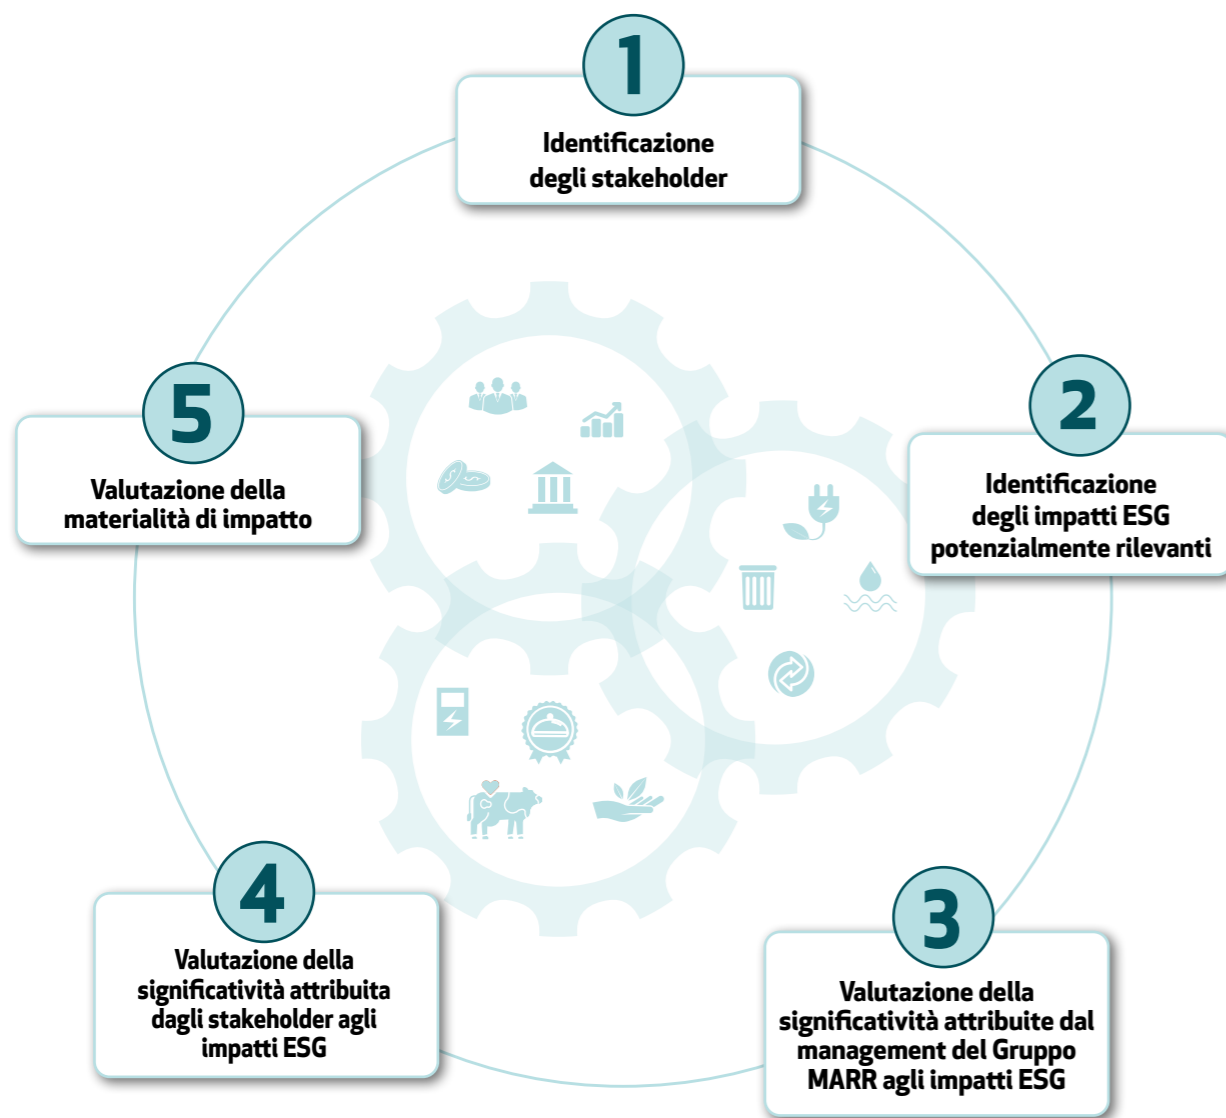 1
Identificazione
degli stakeholder
2
Identificazione
degli impatti ESG
potenzialmente rilevanti
3
Valutazione della
significatività attribuite dal
management del Gruppo
MARR agli impatti ESG
4
Valutazione della
significatività attribuita
dagli stakeholder agli
impatti ESG
5
Valutazione della
materialità di impatto